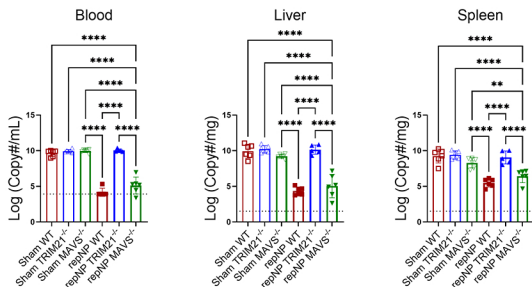 Blood
****
****
****
****
****
****
Log (Copy#/mL)
15
10
5
0
Sham WT
Sham TRIM21-/-
Sham MAVS-/-
repNP WT
repNP TRIM21-/-
repNP MAVS-/-
Liver
****
****
****
****
****
****
Log (Copy#/mg)
15
10
5
0
Sham WT
Sham TRIM21-/-
Sham MAVS-/-
repNP WT
repNP TRIM21-/-
repNP MAVS-/-
Spleen
****
****
**
****
****
****
Log (Copy#/mg)
15
10
5
0
Sham WT
Sham TRIM21-/-
Sham MAVS-/-
repNP WT
repNP TRIM21-/-
repNP MAVS-/-